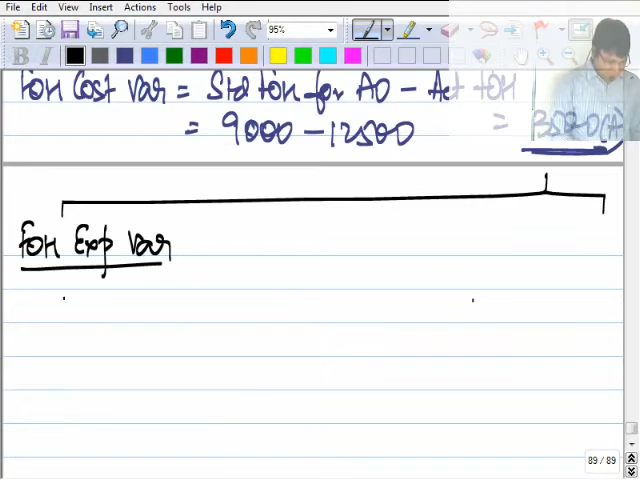 File Edit View Insert Actions Tools Help
95%
FOH Cost Var = Std FOH for AO - Act FOH
= 9000 - 12500 = 3500 (A)
FOH Exp Var
89 / 89